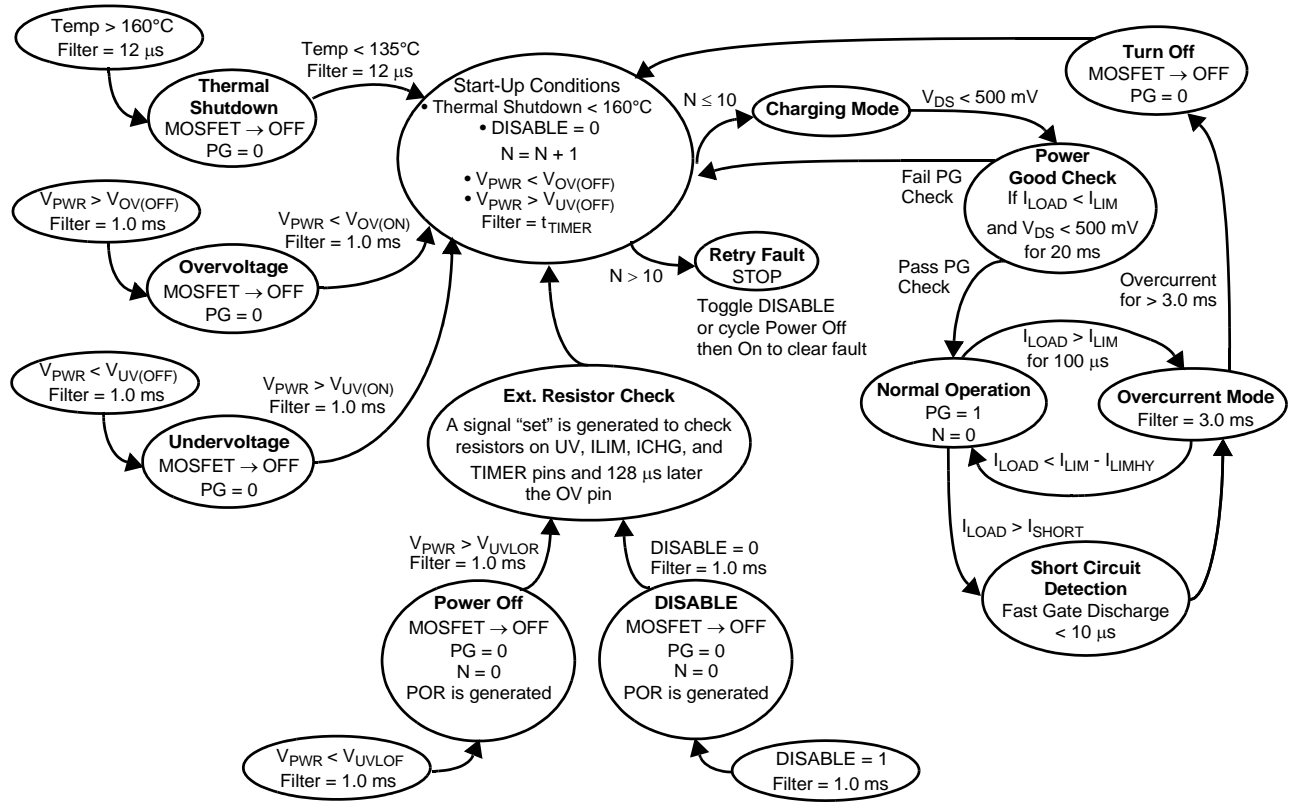 Temp > 160°C
Filter = 12 μs
Temp < 135°C
Filter = 12 μs
Thermal
Shutdown
MOSFET → OFF
PG = 0
V_PWR > V_OV(OFF)
Filter = 1.0 ms
V_PWR < V_OV(ON)
Filter = 1.0 ms
Overvoltage
MOSFET → OFF
PG = 0
V_PWR < V_UV(OFF)
Filter = 1.0 ms
V_PWR > V_UV(ON)
Filter = 1.0 ms
Undervoltage
MOSFET → OFF
PG = 0
Start-Up Conditions
• Thermal Shutdown < 160°C
• DISABLE = 0
N = N + 1
• V_PWR < V_OV(OFF)
• V_PWR > V_UV(OFF)
Filter = t_TIMER
N ≤ 10
Charging Mode
V_DS < 500 mV
Turn Off
MOSFET → OFF
PG = 0
Fail PG
Check
Power
Good Check
If I_LOAD < I_LIM
and V_DS < 500 mV
for 20 ms
N > 10
Retry Fault
STOP
Toggle DISABLE
or cycle Power Off
then On to clear fault
Pass PG
Check
Overcurrent
for > 3.0 ms
I_LOAD > I_LIM
for 100 μs
Normal Operation
PG = 1
N = 0
Overcurrent Mode
Filter = 3.0 ms
I_LOAD < I_LIM - I_LIMHY
I_LOAD > I_SHORT
Short Circuit
Detection
Fast Gate Discharge
< 10 μs
Ext. Resistor Check
A signal “set” is generated to check
resistors on UV, ILIM, ICHG, and
TIMER pins and 128 μs later
the OV pin
V_PWR > V_UVLOR
Filter = 1.0 ms
DISABLE = 0
Filter = 1.0 ms
Power Off
MOSFET → OFF
PG = 0
N = 0
POR is generated
DISABLE
MOSFET → OFF
PG = 0
N = 0
POR is generated
V_PWR < V_UVLOF
Filter = 1.0 ms
DISABLE = 1
Filter = 1.0 ms